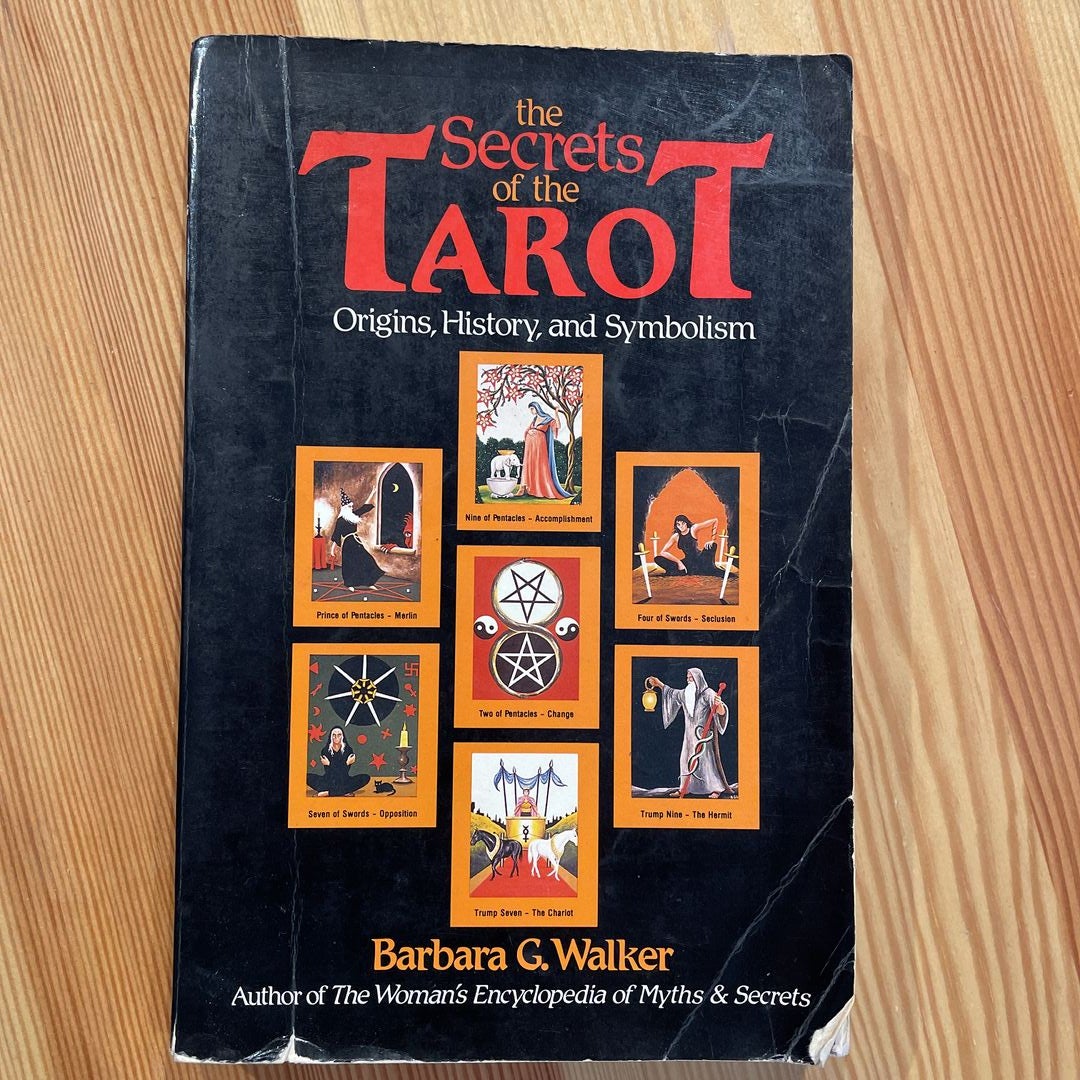 the
Secrets
of the
TAROT
Origins, History, and Symbolism
Nine of Pentacles - Accomplishment
Prince of Pentacles - Merlin
Four of Swords - Seclusion
Two of Pentacles - Change
Seven of Swords - Opposition
Trump Nine - The Hermit
Trump Seven - The Chariot
Barbara G. Walker
Author of The Woman's Encyclopedia of Myths & Secrets